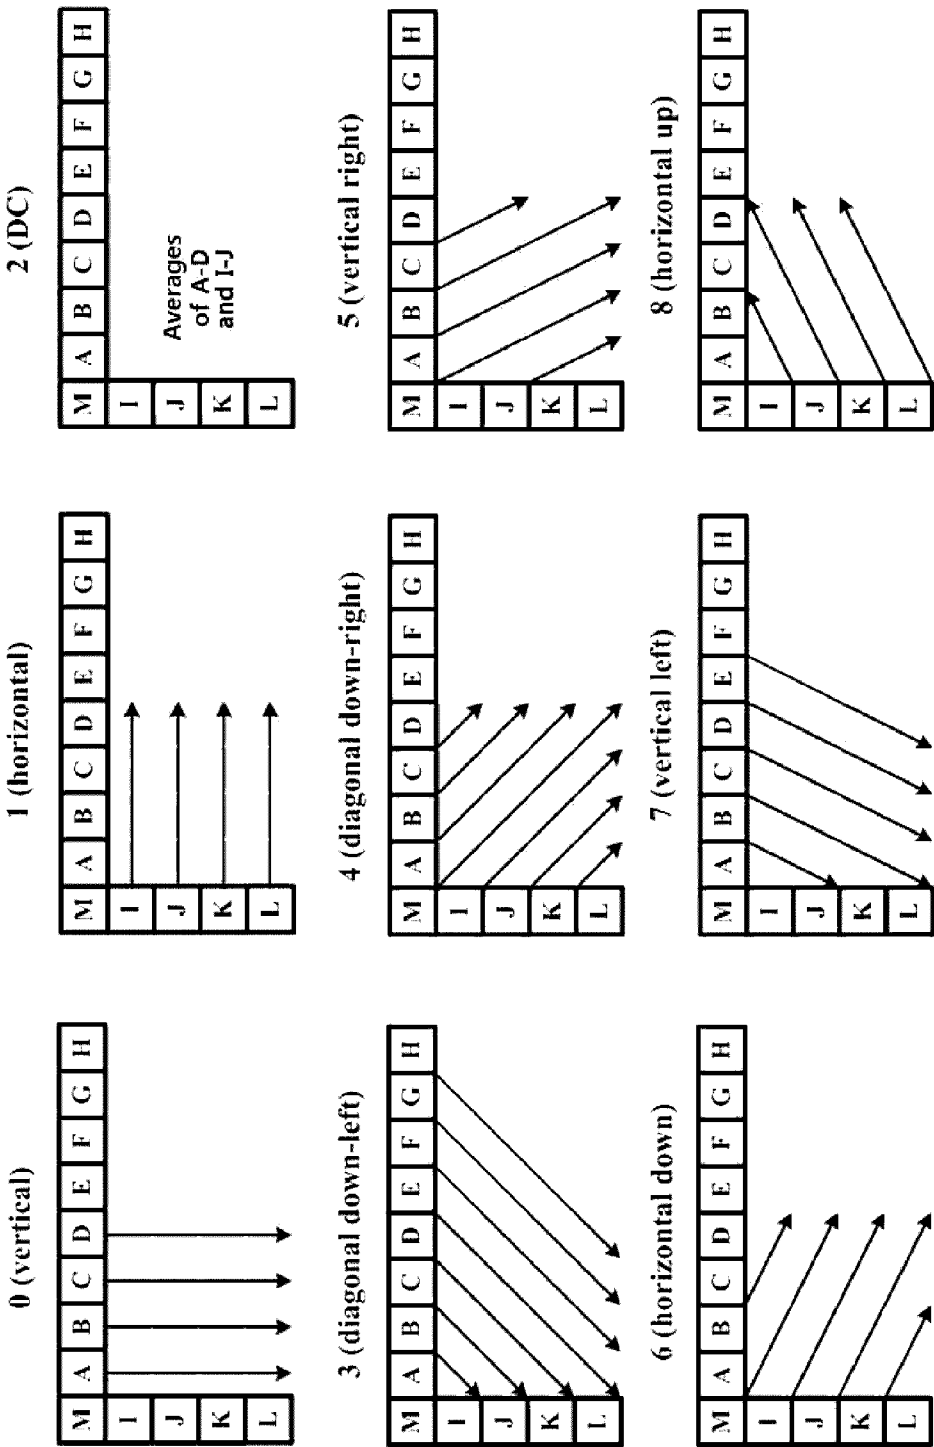 0 (vertical)
M A B C D E F G H
I
J
K
L
1 (horizontal)
M A B C D E F G H
I
J
K
L
2 (DC)
M A B C D E F G H
I
J
K
L
Averages
of A-D
and I-J
3 (diagonal down-left)
M A B C D E F G H
I
J
K
L
4 (diagonal down-right)
M A B C D E F G H
I
J
K
L
5 (vertical right)
M A B C D E F G H
I
J
K
L
6 (horizontal down)
M A B C D E F G H
I
J
K
L
7 (vertical left)
M A B C D E F G H
I
J
K
L
8 (horizontal up)
M A B C D E F G H
I
J
K
L